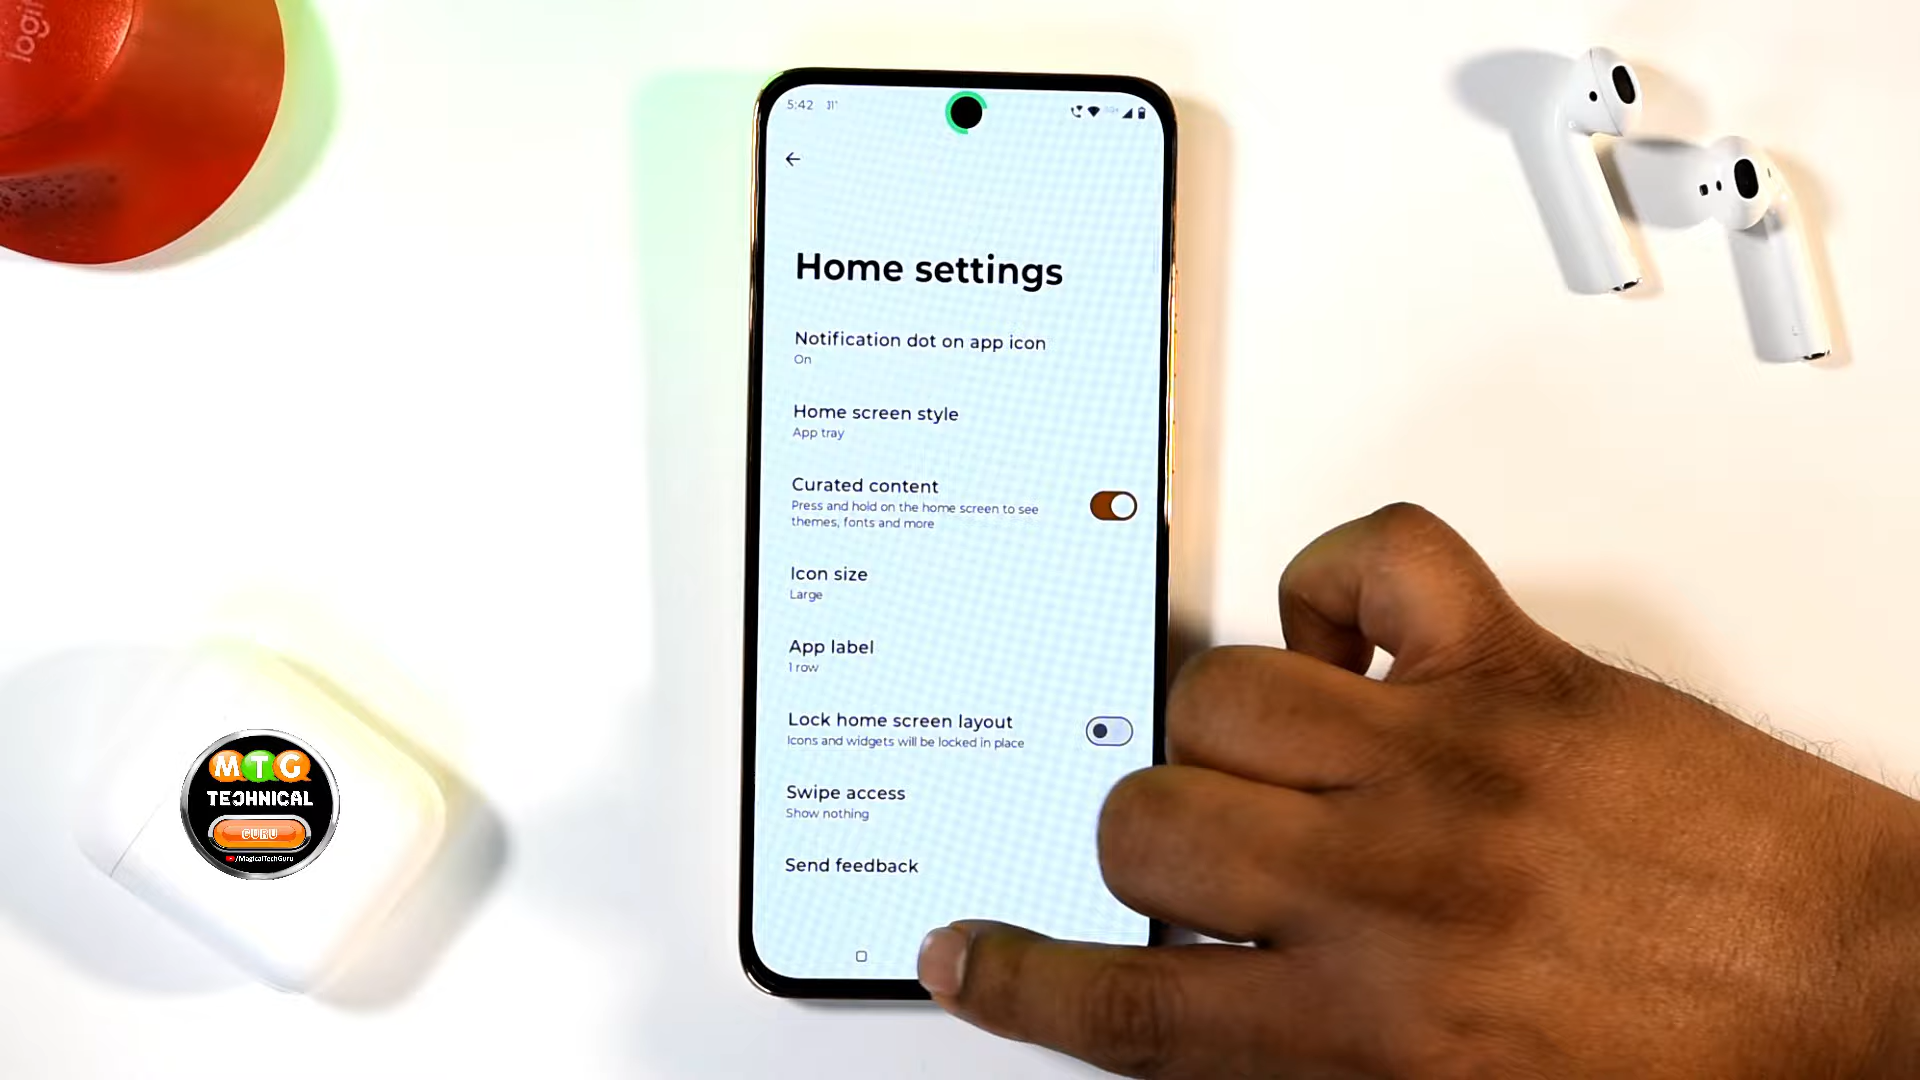 logi
5:42 31°
Home settings
Notification dot on app icon
On
Home screen style
App tray
Curated content
Press and hold on the home screen to see
themes, fonts and more
Icon size
Large
App label
1 row
Lock home screen layout
Icons and widgets will be locked in place
Swipe access
Show nothing
Send feedback
MTG
TECHNICAL
GURU
/MagicalTechGuru